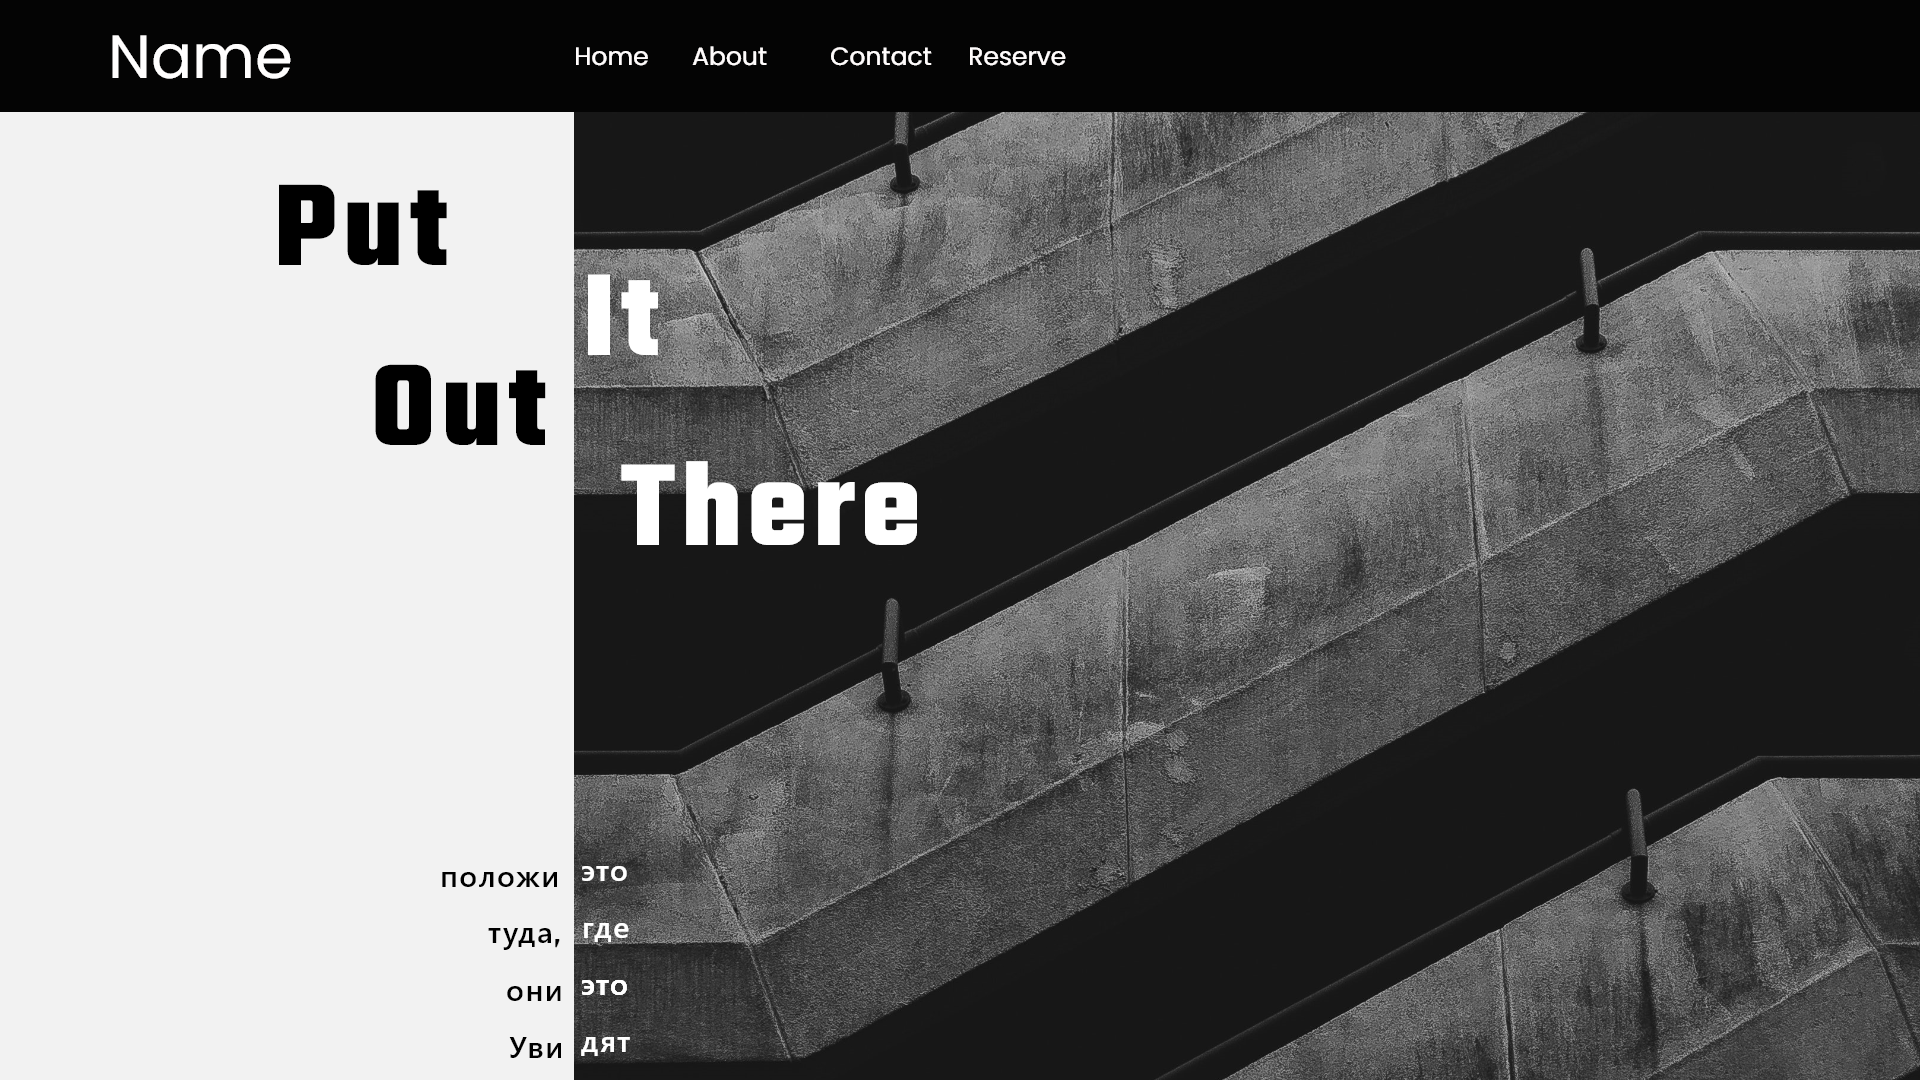 Name Home About Contact Reserve
Put
It
Out
There
положи это
туда, где
они это
Уви дят